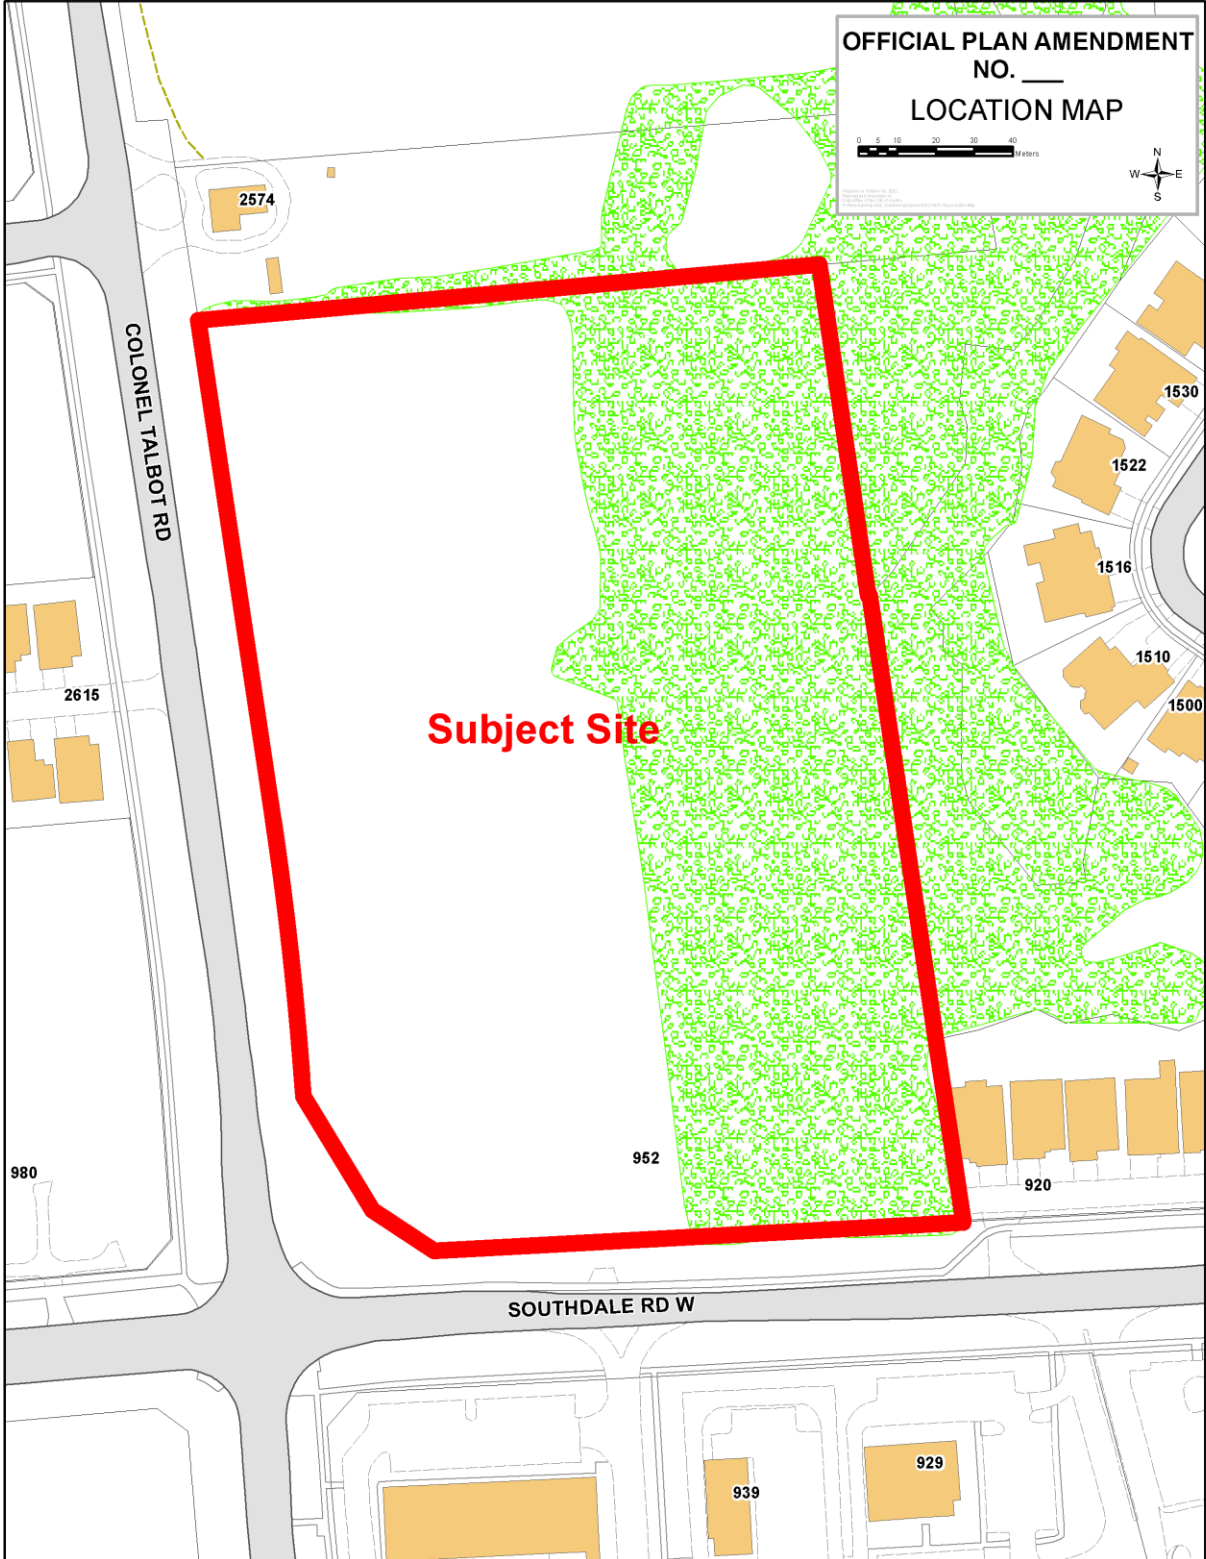 OFFICIAL PLAN AMENDMENT
NO. ___
LOCATION MAP
0 5 10 20 30 40
Meters
N
W E
S
2574
COLONEL TALBOT RD
1530
1522
1516
1510
1500
2615
Subject Site
952
980
920
SOUTHDALE RD W
929
939